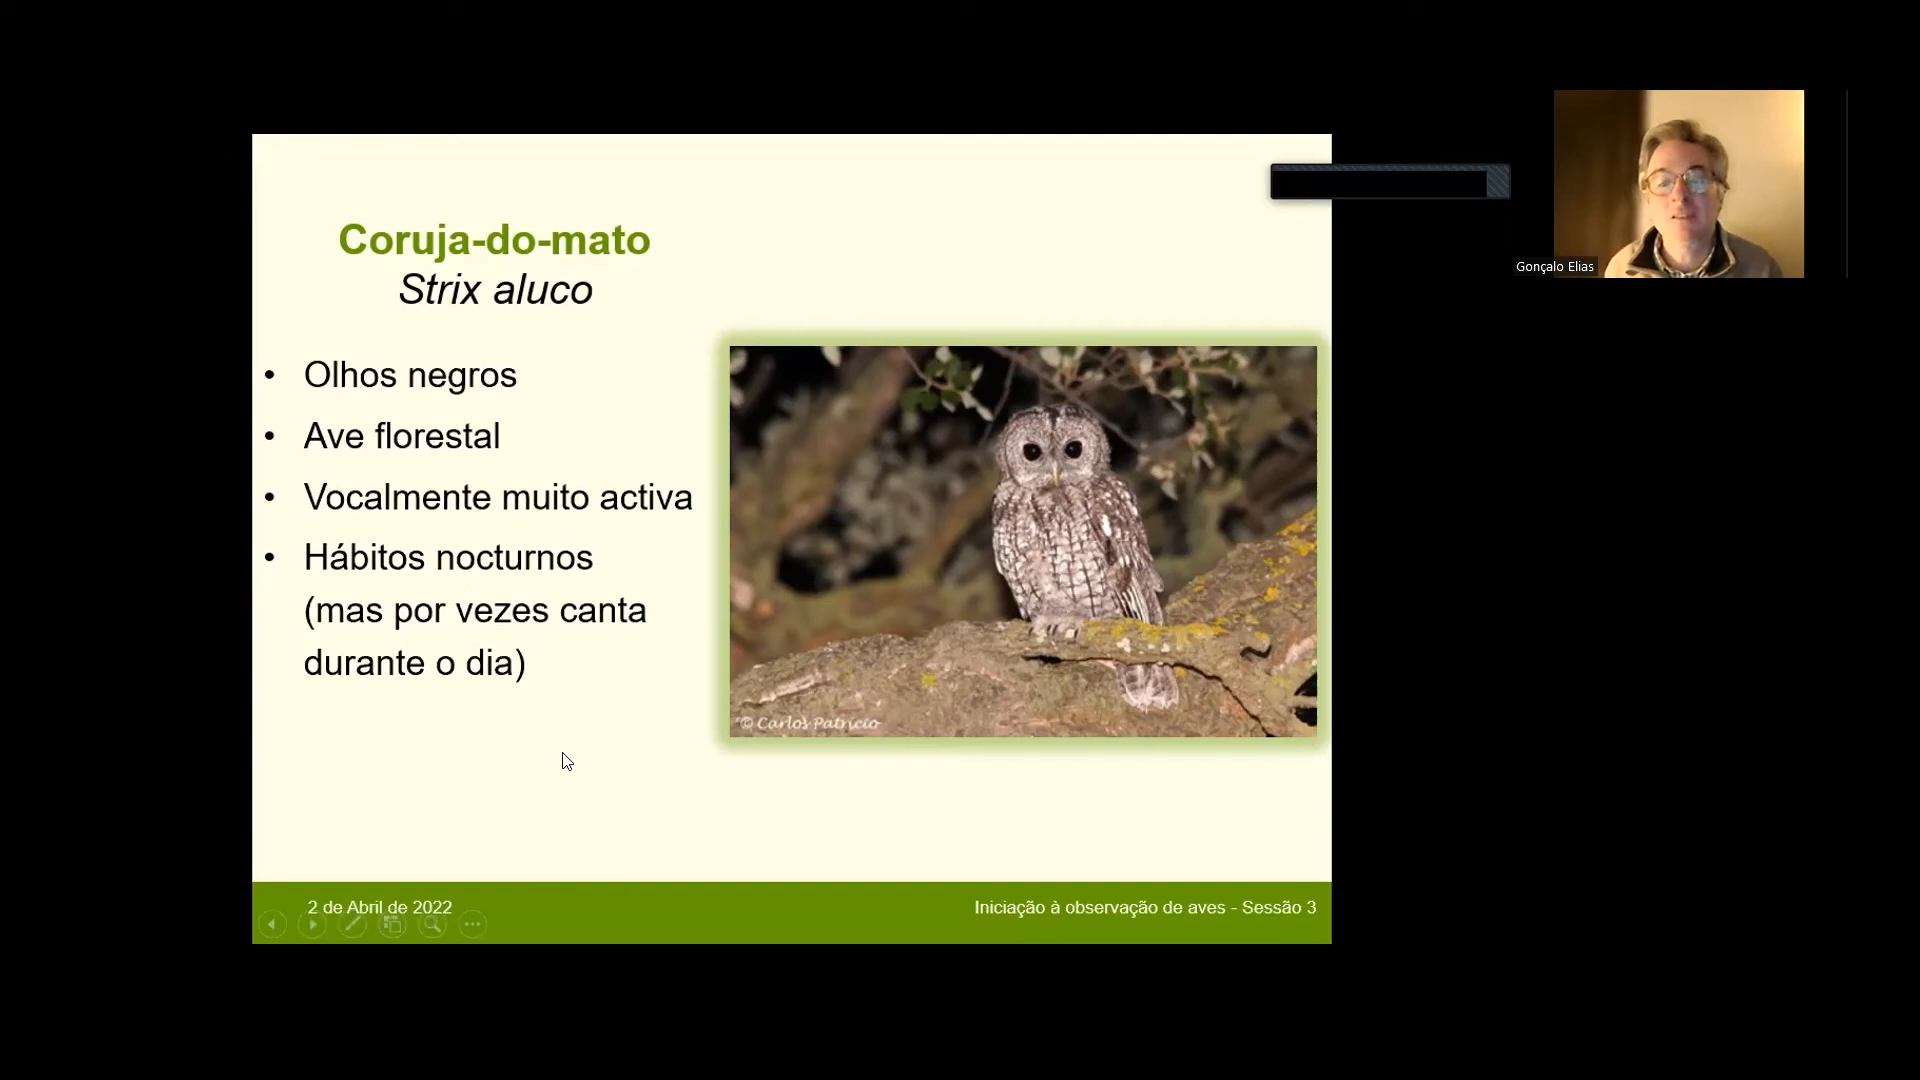 Coruja-do-mato
Strix aluco
• Olhos negros
• Ave florestal
• Vocalmente muito activa
• Hábitos nocturnos
(mas por vezes canta
durante o dia)
© Carlos Patrício
2 de Abril de 2022
Iniciação à observação de aves - Sessão 3
Gonçalo Elias